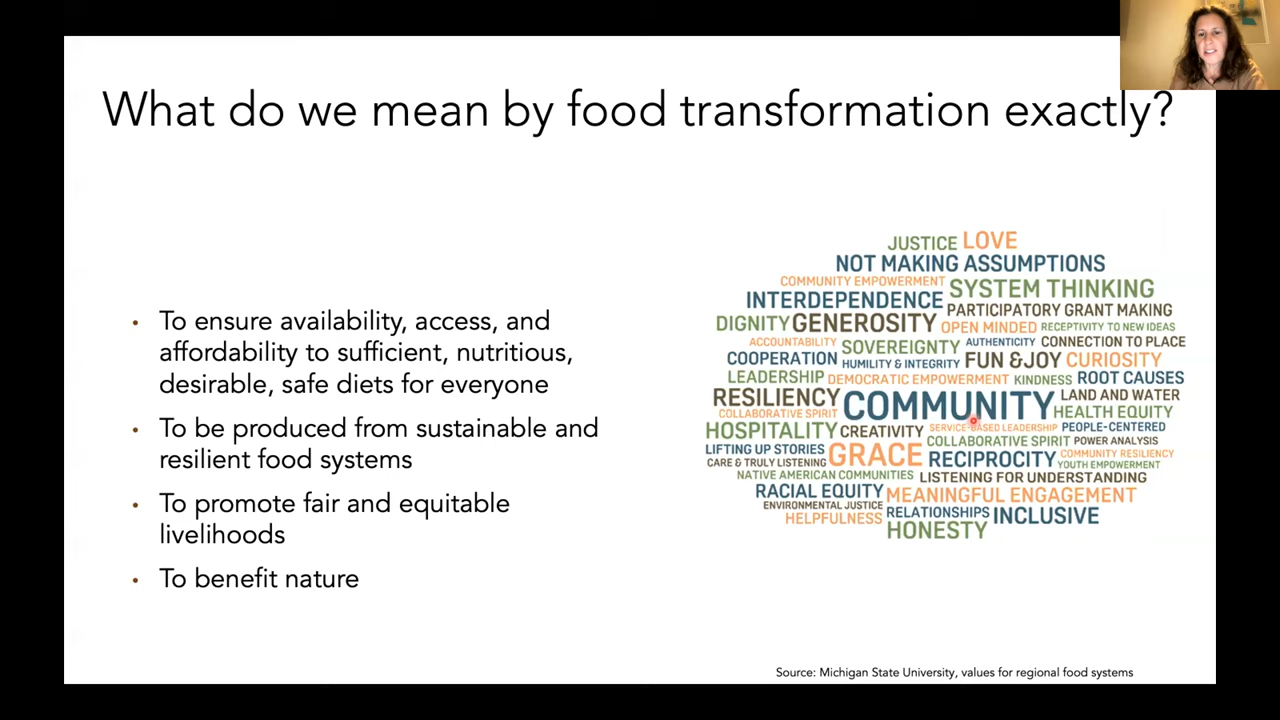 What do we mean by food transformation exactly?
• To ensure availability, access, and
affordability to sufficient, nutritious,
desirable, safe diets for everyone
• To be produced from sustainable and
resilient food systems
• To promote fair and equitable
livelihoods
• To benefit nature
JUSTICE LOVE
NOT MAKING ASSUMPTIONS
COMMUNITY EMPOWERMENT SYSTEM THINKING
INTERDEPENDENCE PARTICIPATORY GRANT MAKING
DIGNITY GENEROSITY OPEN MINDED RECEPTIVITY TO NEW IDEAS
ACCOUNTABILITY SOVEREIGNTY AUTHENTICITY CONNECTION TO PLACE
COOPERATION HUMILITY & INTEGRITY FUN & JOY CURIOSITY
LEADERSHIP DEMOCRATIC EMPOWERMENT KINDNESS ROOT CAUSES
RESILIENCY COMMUNITY LAND AND WATER
COLLABORATIVE SPIRIT HEALTH EQUITY
HOSPITALITY CREATIVITY SERVICE-BASED LEADERSHIP PEOPLE-CENTERED
COLLABORATIVE SPIRIT POWER ANALYSIS
LIFTING UP STORIES GRACE RECIPROCITY COMMUNITY RESILIENCY
CARE & TRULY LISTENING YOUTH EMPOWERMENT
NATIVE AMERICAN COMMUNITIES LISTENING FOR UNDERSTANDING
RACIAL EQUITY MEANINGFUL ENGAGEMENT
ENVIRONMENTAL JUSTICE RELATIONSHIPS INCLUSIVE
HELPFULNESS HONESTY
Source: Michigan State University, values for regional food systems